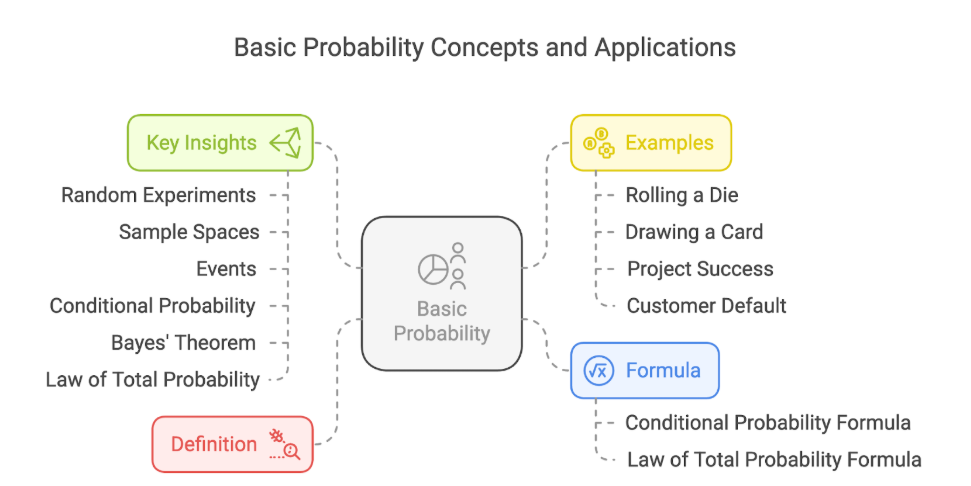 Basic Probability Concepts and Applications
Key Insights
Random Experiments
Sample Spaces
Events
Conditional Probability
Bayes' Theorem
Law of Total Probability
Definition
Basic
Probability
Examples
Rolling a Die
Drawing a Card
Project Success
Customer Default
Formula
Conditional Probability Formula
Law of Total Probability Formula